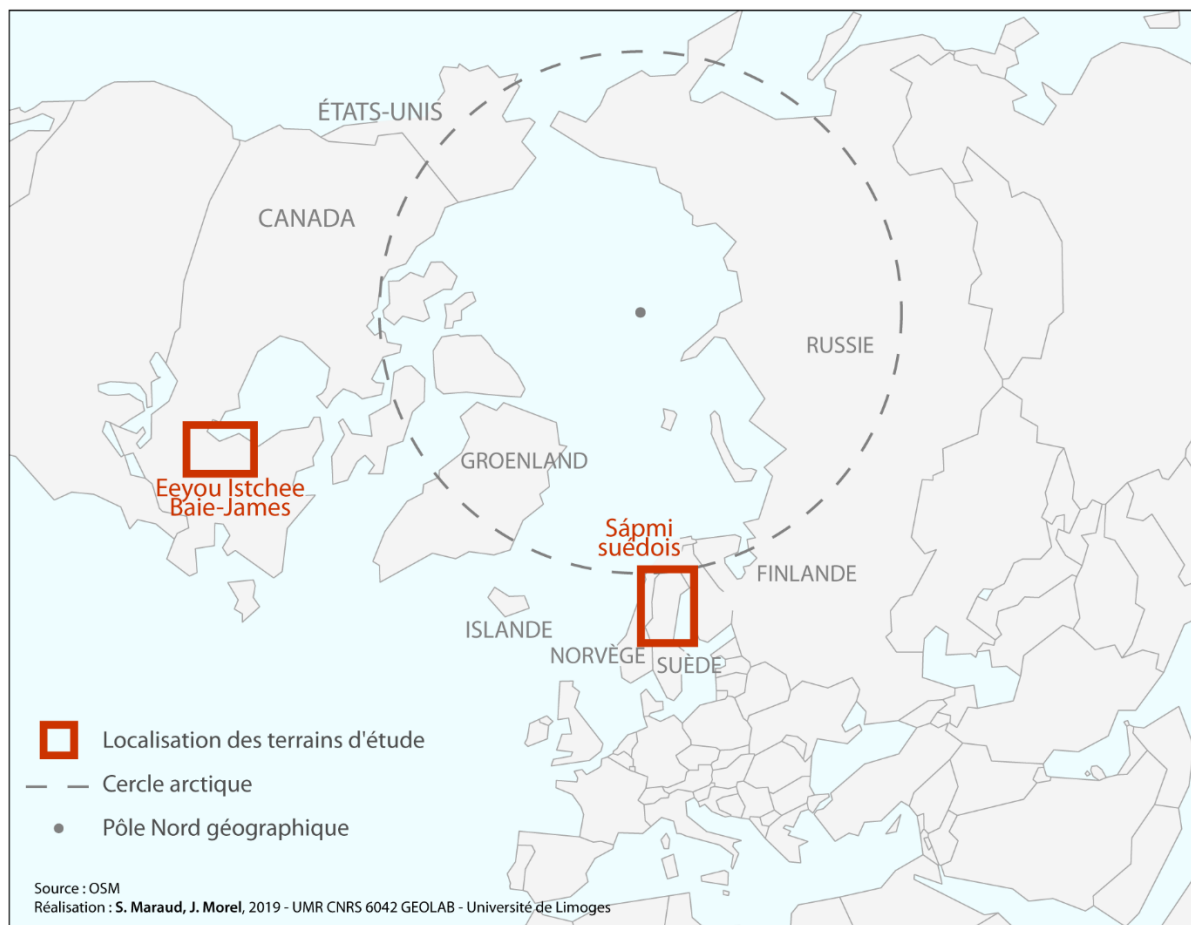 ÉTATS-UNIS
CANADA
RUSSIE
GROENLAND
Eeyou Istchee
Baie-James
Sápmi
suédois
FINLANDE
ISLANDE
NORVÈGE
SUÈDE
Localisation des terrains d'étude
Cercle arctique
Pôle Nord géographique
Source : OSM
Réalisation : S. Maraud, J. Morel, 2019 - UMR CNRS 6042 GEOLAB - Université de Limoges